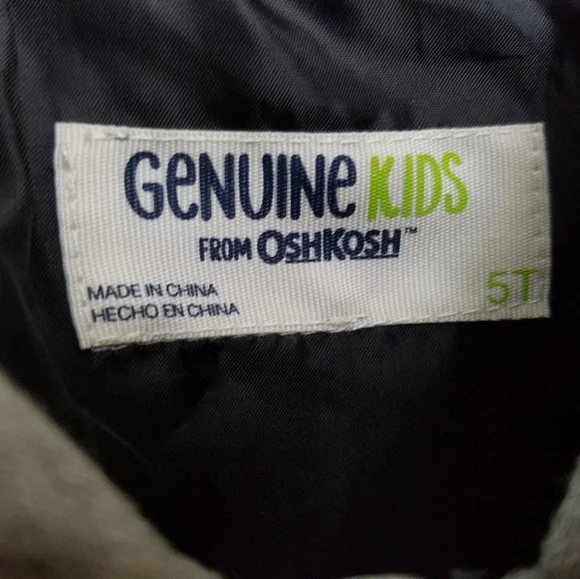 GENUINE KIDS
FROM OSHKOSH™
MADE IN CHINA
HECHO EN CHINA
5T